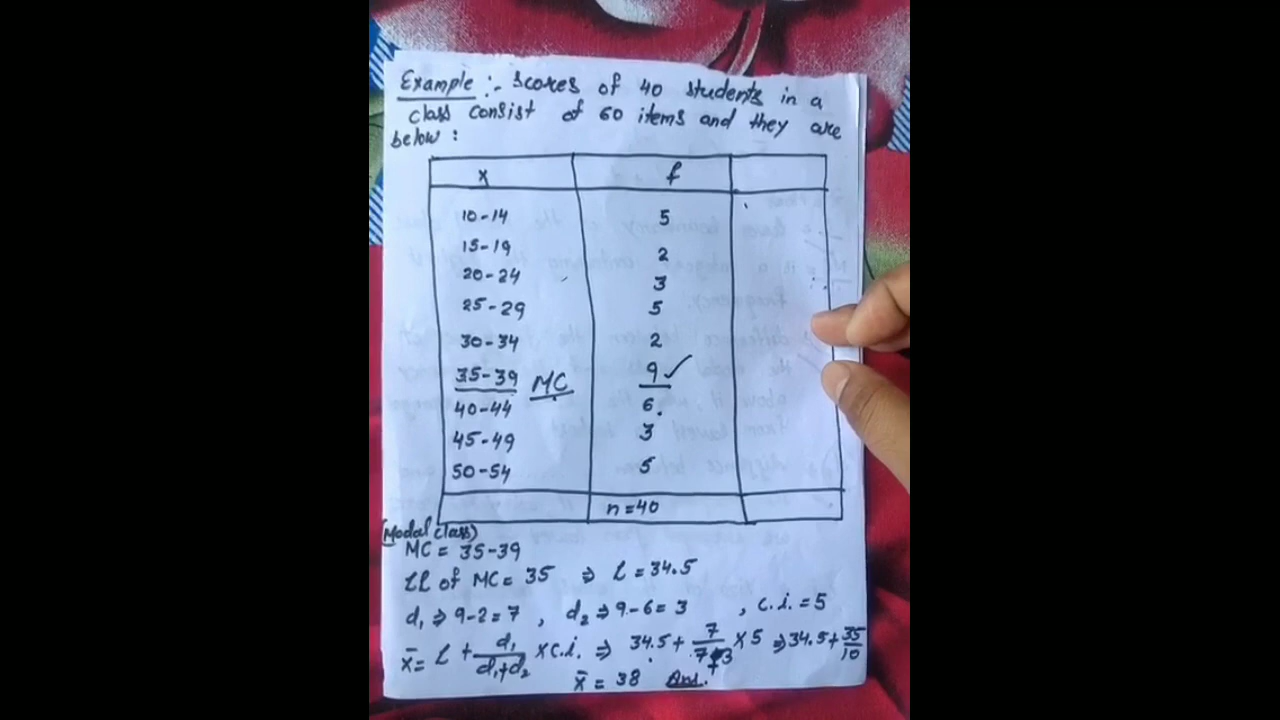 Example :- Scores of 40 students in a
class consist of 60 items and they are
below :
x f
10-14 5
15-19 2
20-24 3
25-29 5
30-34 2
35-39 MC 9 ✓
40-44 6.
45-49 3
50-54 5
n=40
(Modal class)
MC = 35-39
LL of MC = 35 ⇒ L = 34.5
d₁ ⇒ 9-2=7 , d₂ ⇒ 9-6= 3 , c.i. = 5
x̄ = L + d₁/(d₁+d₂) × c.i. ⇒ 34.5 + 7/(7+3) × 5 ⇒ 34.5 + 35/10
x̄ = 38 Ans.